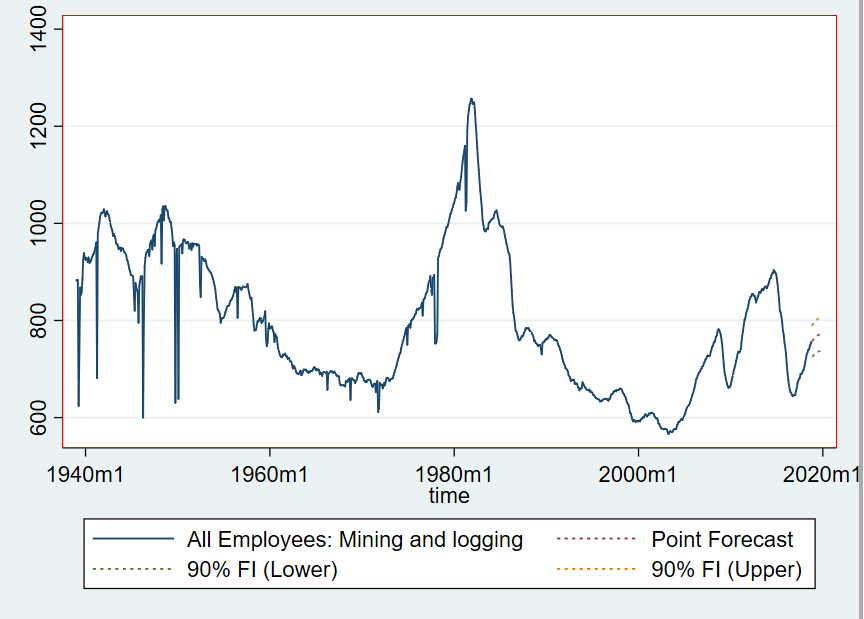 1400
1200
1000
800
600
1940m1 1960m1 1980m1 2000m1 2020m1
time
All Employees: Mining and logging Point Forecast
90% FI (Lower) 90% FI (Upper)